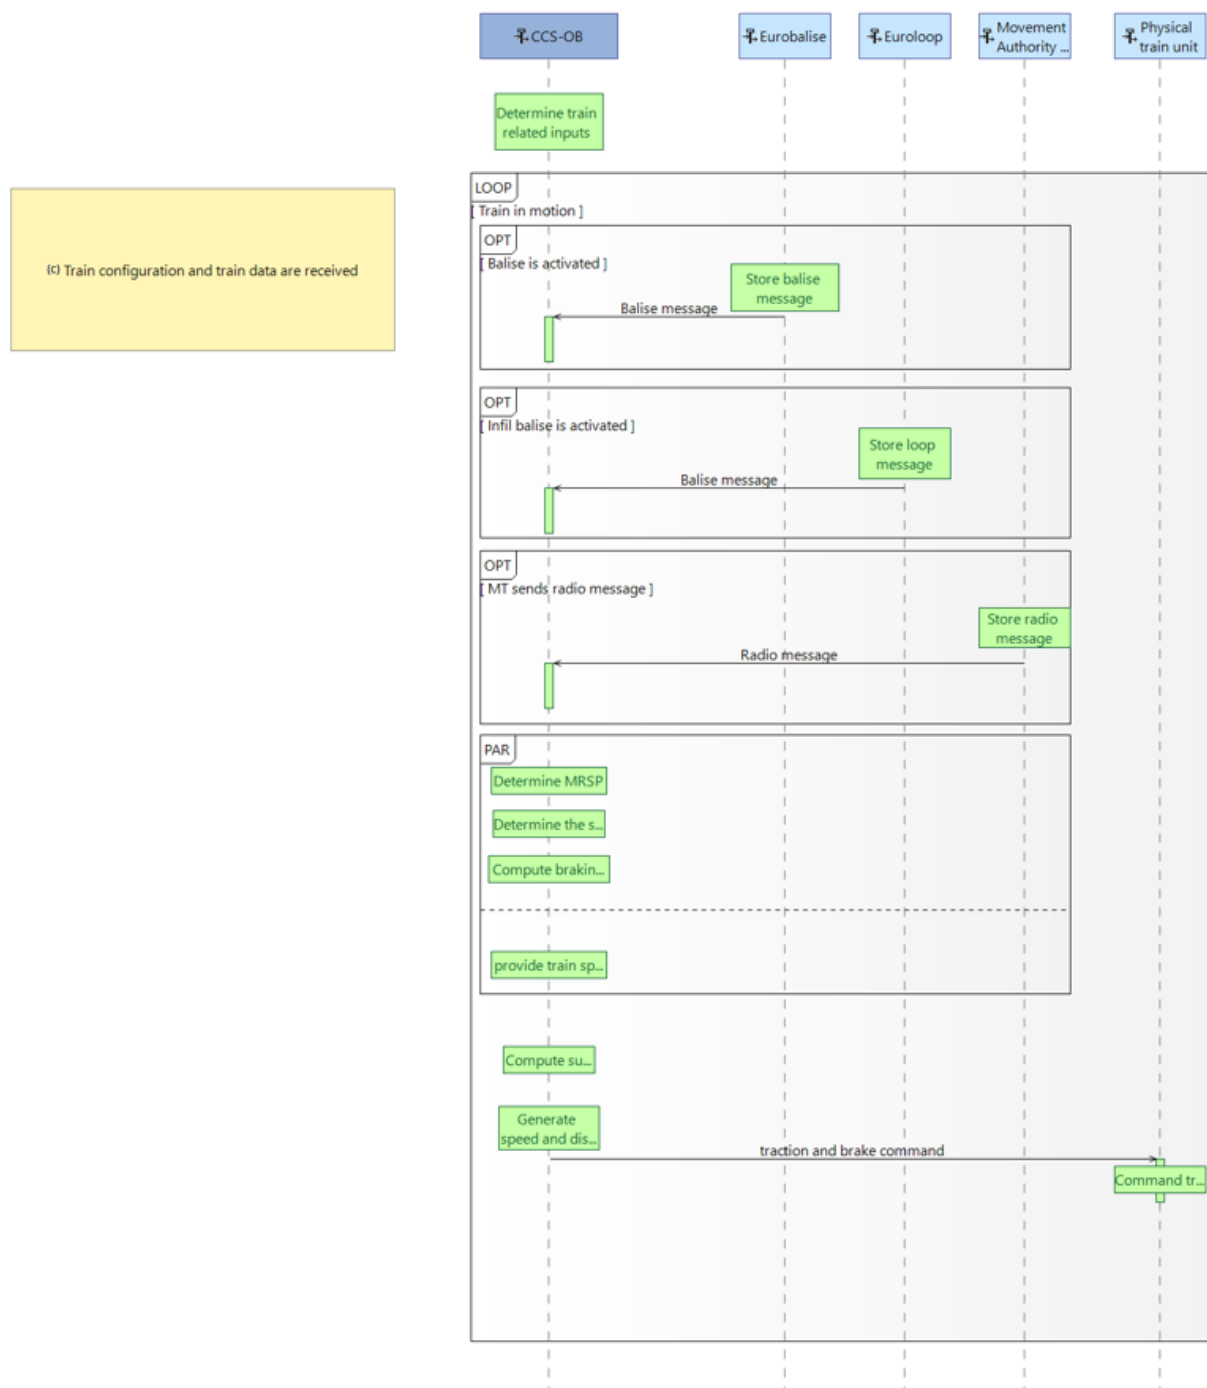 CCS-OB
Eurobalise
Euroloop
Movement
Authority ...
Physical
train unit
Determine train
related inputs
LOOP
[ Train in motion ]
(c) Train configuration and train data are received
OPT
[ Balise is activated ]
Store balise
message
Balise message
OPT
[ Infil balise is activated ]
Store loop
message
Balise message
OPT
[ MT sends radio message ]
Store radio
message
Radio message
PAR
Determine MRSP
Determine the s...
Compute brakin...
provide train sp...
Compute su...
Generate
speed and dis...
traction and brake command
Command tr...